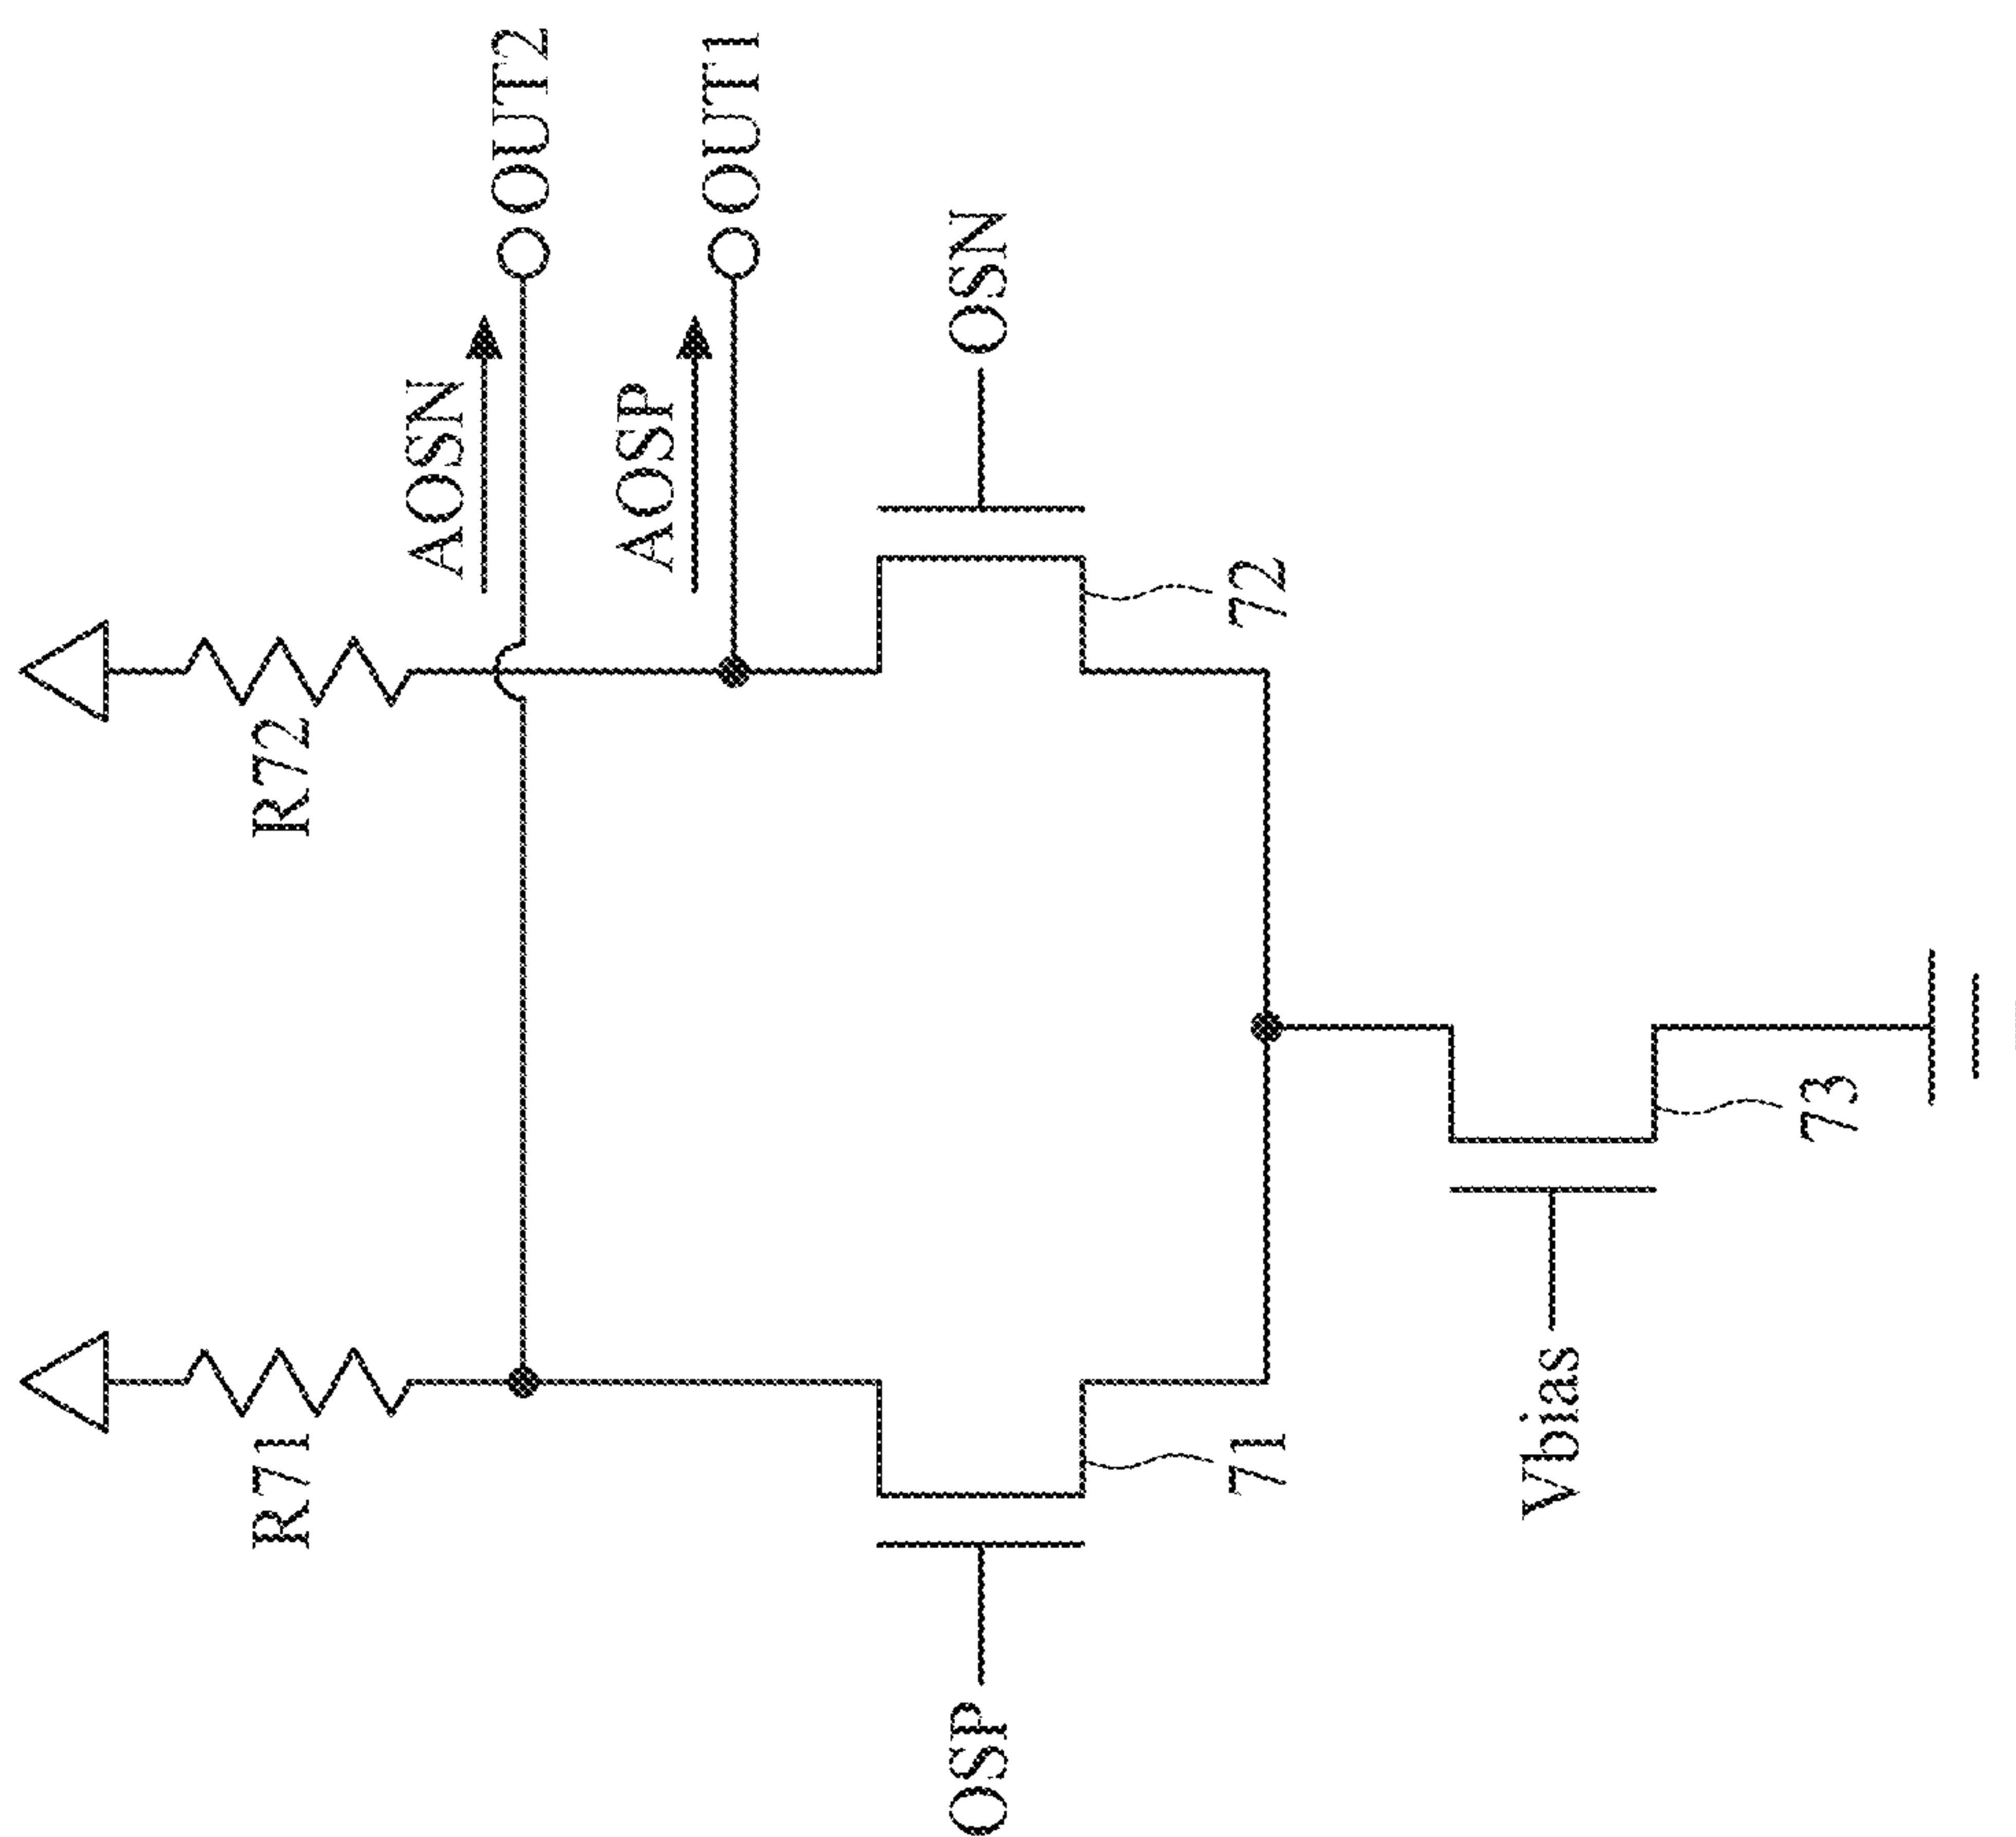 R71
R72
AOSN
OUT2
AOSP
OUT1
OSP
OSN
71
72
Vbias
73